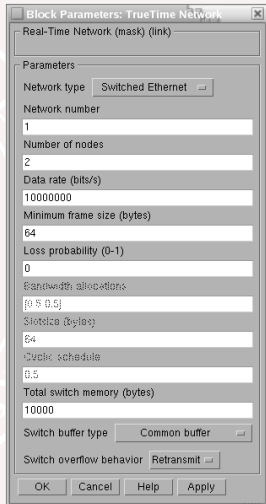 Block Parameters: TrueTime Network
Real-Time Network (mask) (link)
Parameters
Network type Switched Ethernet
Network number
1
Number of nodes
2
Data rate (bits/s)
10000000
Minimum frame size (bytes)
64
Loss probability (0-1)
0
Bandwidth allocations
[0.5 0.5]
Slotsize (bytes)
64
Cyclic schedule
0.5
Total switch memory (bytes)
10000
Switch buffer type Common buffer
Switch overflow behavior Retransmit
OK Cancel Help Apply